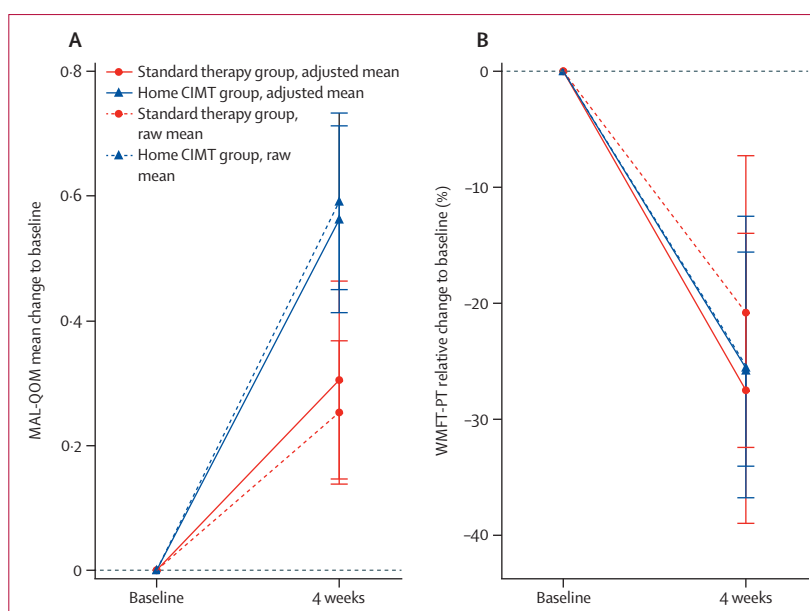 A
Standard therapy group, adjusted mean
Home CIMT group, adjusted mean
Standard therapy group,
raw mean
Home CIMT group, raw
mean
0·8
0·6
0·4
0·2
0
MAL-QOM mean change to baseline
Baseline
4 weeks
B
0
–10
–20
–30
–40
WMFT-PT relative change to baseline (%)
Baseline
4 weeks